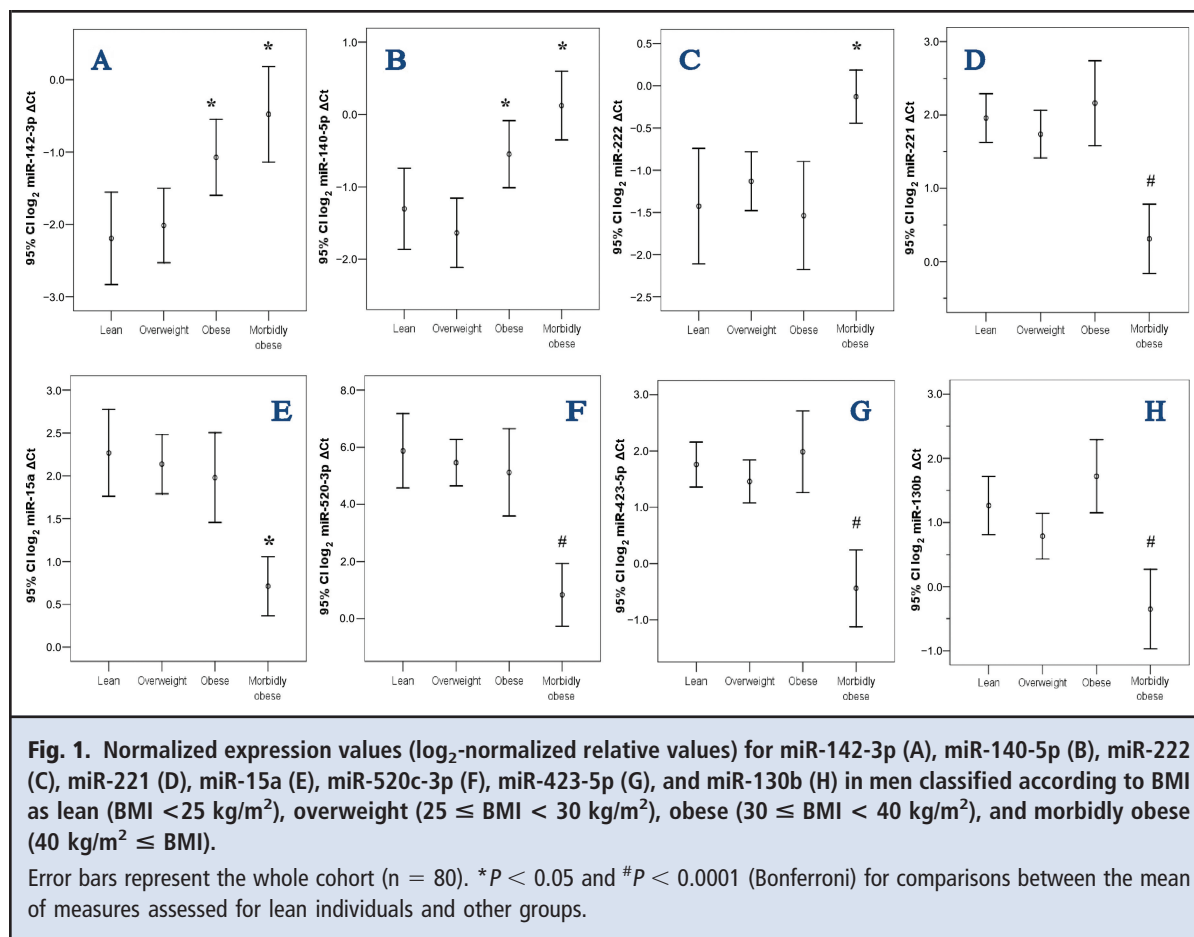 A
95% CI log2 miR-142-3p ΔCt
0.0
−1.0
−2.0
−3.0
*
*
Lean Overweight Obese Morbidly
obese
B
95% CI log2 miR-140-5p ΔCt
1.0
0.0
−1.0
−2.0
*
*
Lean Overweight Obese Morbidly
obese
C
95% CI log2 miR-222 ΔCt
0.5
0.0
−0.5
−1.0
−1.5
−2.0
−2.5
*
Lean Overweight Obese Morbidly
obese
D
95% CI log2 miR-221 ΔCt
3.0
2.0
1.0
0.0
#
Lean Overweight Obese Morbidly
obese
E
95% CI log2 miR-15a ΔCt
3.0
2.5
2.0
1.5
1.0
0.5
0.0
*
Lean Overweight Obese Morbidly
obese
F
95% CI log2 miR-520-3p ΔCt
8.0
6.0
4.0
2.0
0.0
#
Lean Overweight Obese Morbidly
obese
G
95% CI log2 miR-423-5p ΔCt
3.0
2.0
1.0
0.0
−1.0
#
Lean Overweight Obese Morbidly
obese
H
95% CI log2 miR-130b ΔCt
3.0
2.0
1.0
0.0
−1.0
#
Lean Overweight Obese Morbidly
obese
Fig. 1. Normalized expression values (log2-normalized relative values) for miR-142-3p (A), miR-140-5p (B), miR-222
(C), miR-221 (D), miR-15a (E), miR-520c-3p (F), miR-423-5p (G), and miR-130b (H) in men classified according to BMI
as lean (BMI <25 kg/m²), overweight (25 ≤ BMI < 30 kg/m²), obese (30 ≤ BMI < 40 kg/m²), and morbidly obese
(40 kg/m² ≤ BMI).
Error bars represent the whole cohort (n = 80). *P < 0.05 and #P < 0.0001 (Bonferroni) for comparisons between the mean
of measures assessed for lean individuals and other groups.